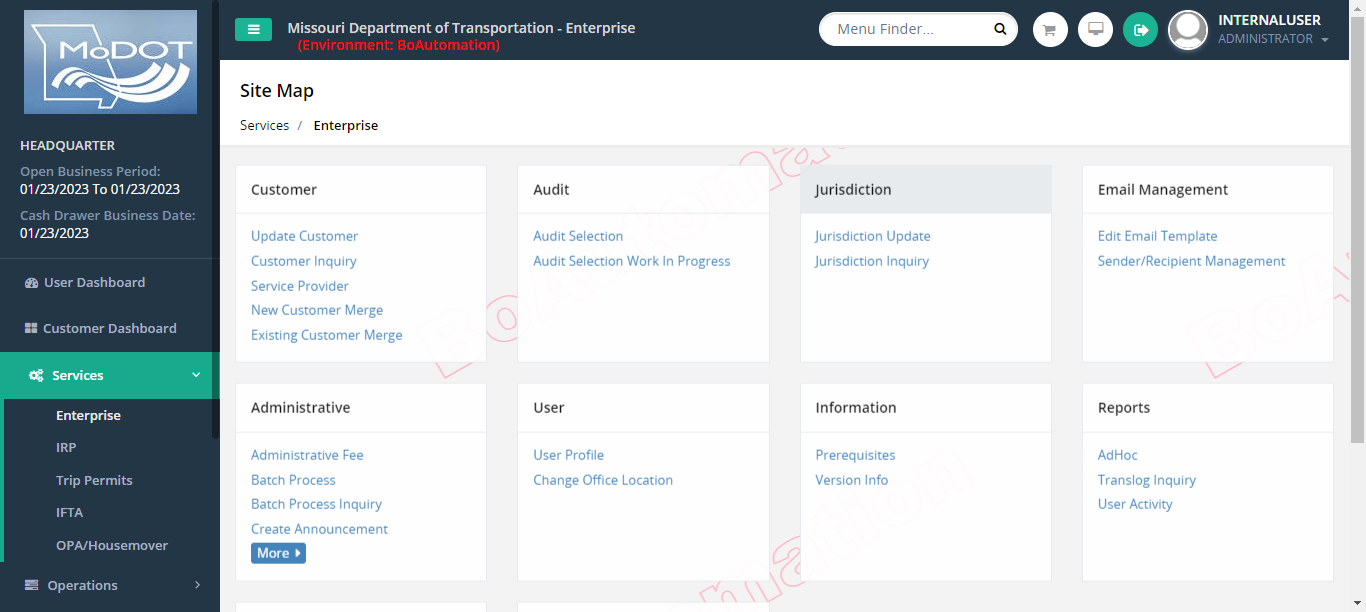 MoDOT
Missouri Department of Transportation - Enterprise
(Environment: BoAutomation)
Menu Finder...
INTERNALUSER
ADMINISTRATOR
HEADQUARTER
Open Business Period:
01/23/2023 To 01/23/2023
Cash Drawer Business Date:
01/23/2023
User Dashboard
Customer Dashboard
Services
Enterprise
IRP
Trip Permits
IFTA
OPA/Housemover
Operations
Site Map
Services / Enterprise
Customer
Update Customer
Customer Inquiry
Service Provider
New Customer Merge
Existing Customer Merge
Audit
Audit Selection
Audit Selection Work In Progress
Jurisdiction
Jurisdiction Update
Jurisdiction Inquiry
Email Management
Edit Email Template
Sender/Recipient Management
Administrative
Administrative Fee
Batch Process
Batch Process Inquiry
Create Announcement
More
User
User Profile
Change Office Location
Information
Prerequisites
Version Info
Reports
AdHoc
Translog Inquiry
User Activity
BoAutomation